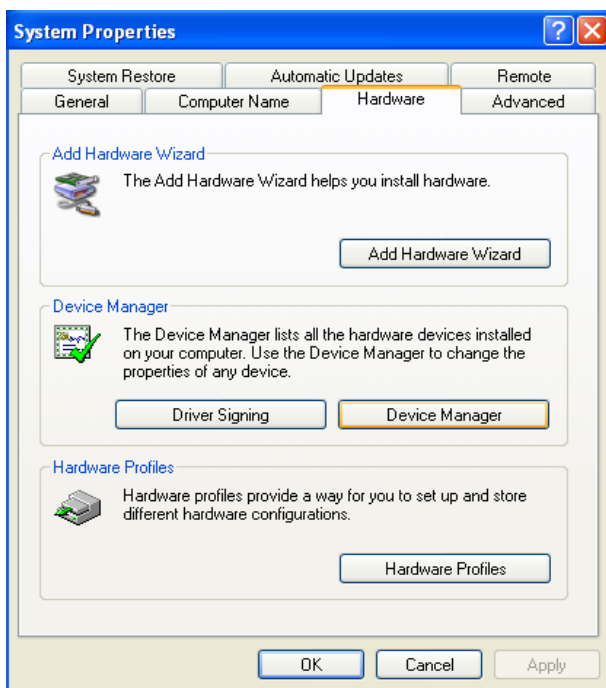 System Properties
System Restore
Automatic Updates
Remote
General
Computer Name
Hardware
Advanced
Add Hardware Wizard
The Add Hardware Wizard helps you install hardware.
Add Hardware Wizard
Device Manager
The Device Manager lists all the hardware devices installed
on your computer. Use the Device Manager to change the
properties of any device.
Driver Signing
Device Manager
Hardware Profiles
Hardware profiles provide a way for you to set up and store
different hardware configurations.
Hardware Profiles
OK
Cancel
Apply